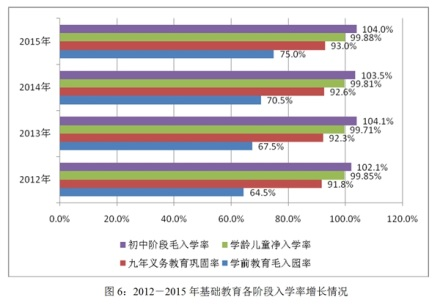 104.0%
2015年
99.88%
93.0%
75.0%
103.5%
2014年
99.81%
92.6%
70.5%
104.1%
2013年
99.71%
92.3%
67.5%
102.1%
2012年
99.85%
91.8%
64.5%
0.0% 20.0% 40.0% 60.0% 80.0% 100.0% 120.0%
初中阶段毛入学率 学龄儿童净入学率
九年义务教育巩固率 学前教育毛入园率
图 6：2012－2015 年基础教育各阶段入学率增长情况